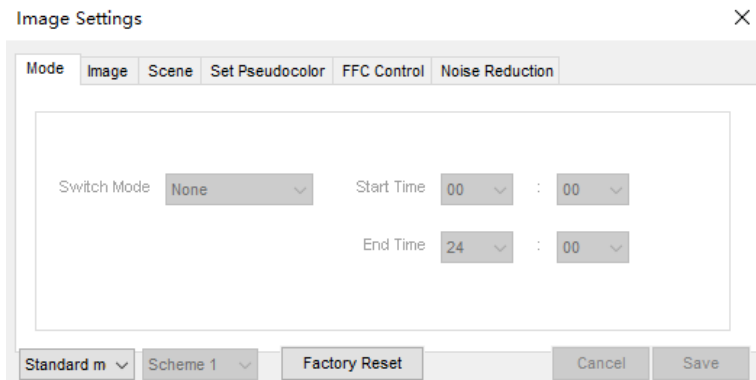 Image Settings
Mode Image Scene Set Pseudocolor FFC Control Noise Reduction
Switch Mode None Start Time 00 : 00
End Time 24 : 00
Standard m Scheme 1 Factory Reset Cancel Save